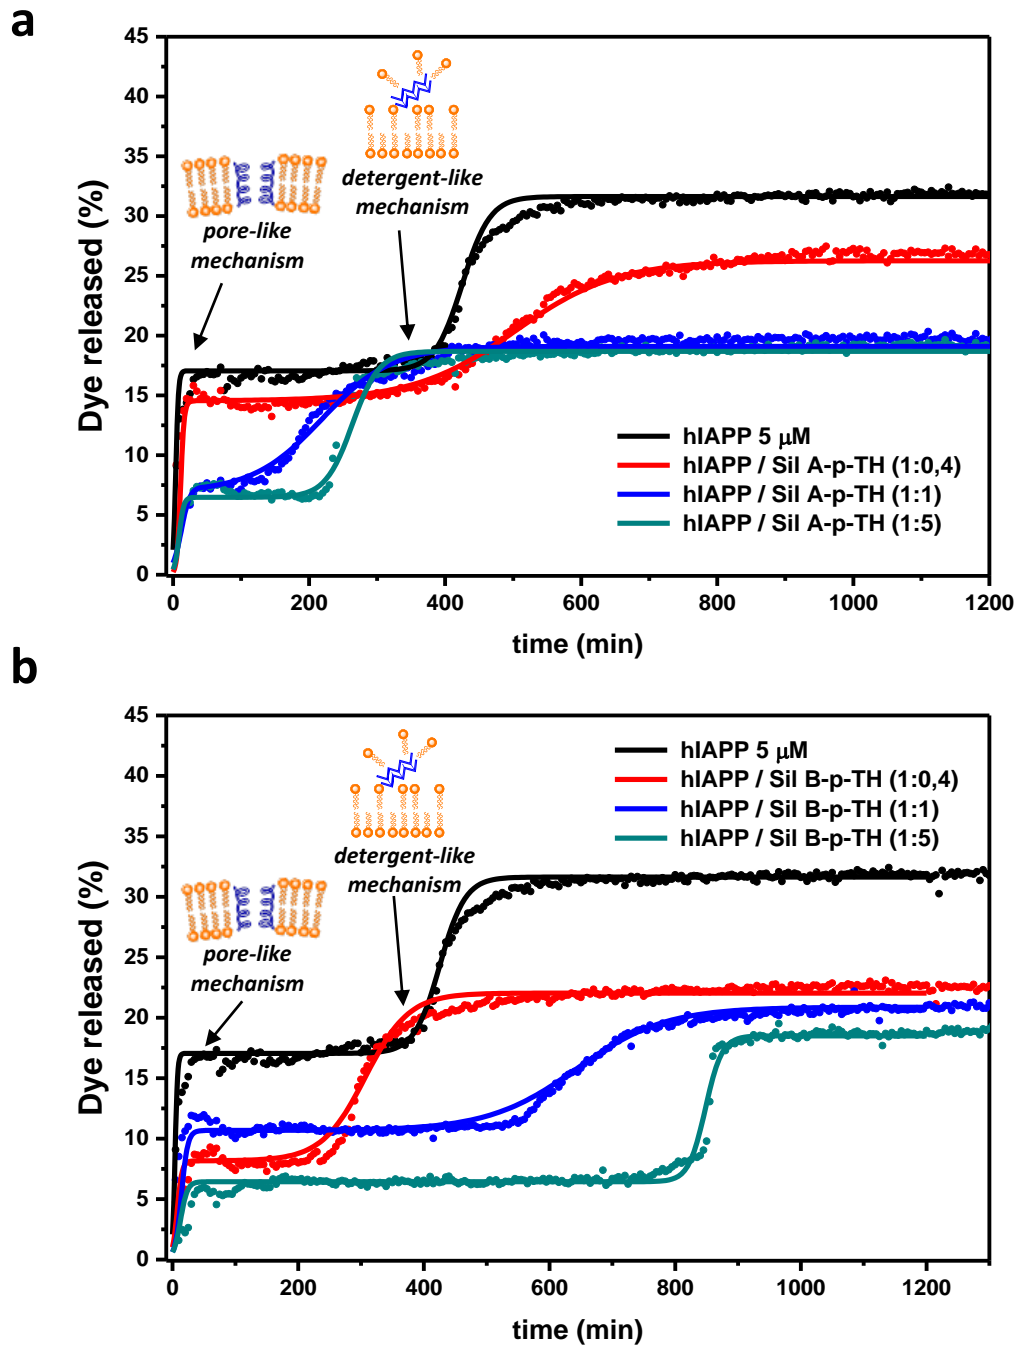 a
45
40
35
30
25
20
15
10
5
0
Dye released (%)
pore-like
mechanism
detergent-like
mechanism
hIAPP 5 μM
hIAPP / Sil A-p-TH (1:0,4)
hIAPP / Sil A-p-TH (1:1)
hIAPP / Sil A-p-TH (1:5)
0 200 400 600 800 1000 1200
time (min)
b
45
40
35
30
25
20
15
10
5
0
Dye released (%)
pore-like
mechanism
detergent-like
mechanism
hIAPP 5 μM
hIAPP / Sil B-p-TH (1:0,4)
hIAPP / Sil B-p-TH (1:1)
hIAPP / Sil B-p-TH (1:5)
0 200 400 600 800 1000 1200
time (min)